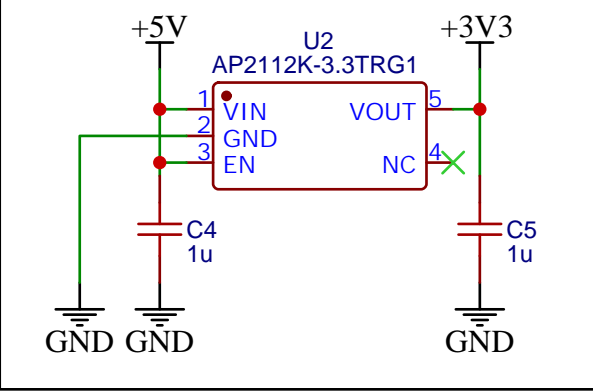 +5V
+3V3
U2
AP2112K-3.3TRG1
1
VIN
VOUT
5
2
GND
3
EN
NC
4
C4
1u
C5
1u
GND
GND
GND